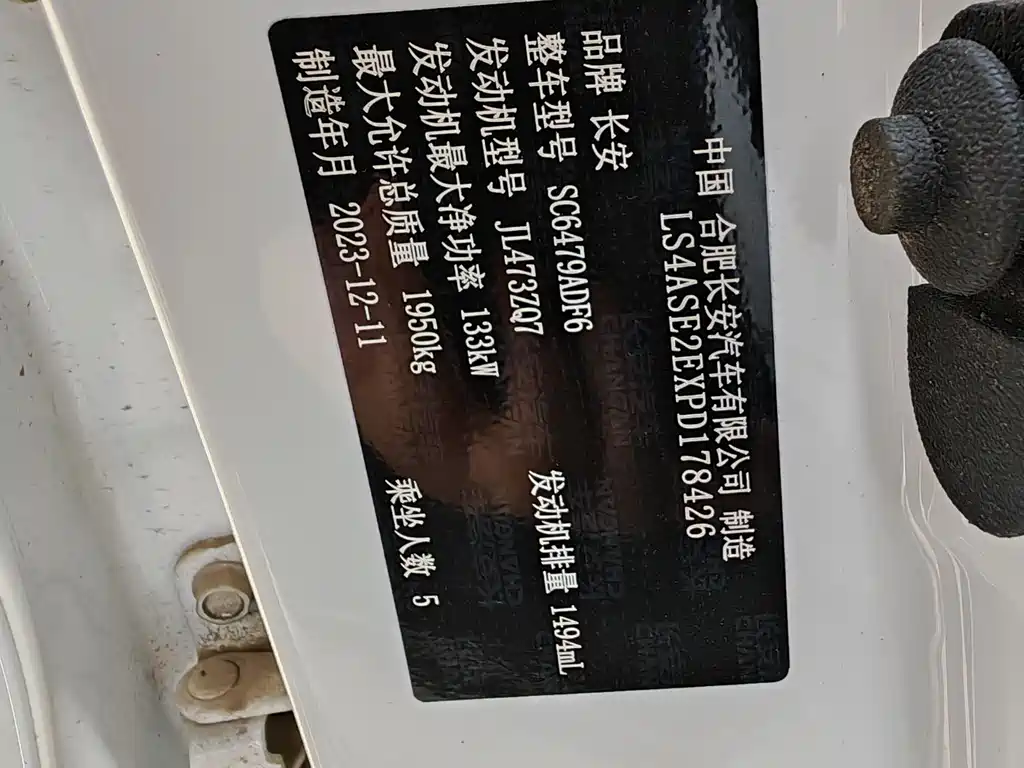 中国 合肥长安汽车有限公司 制造
LS4ASE2EXPD178426
品牌 长安
整车型号 SC6479ADF6
发动机型号 JL473ZQ7 发动机排量 1494mL
发动机最大净功率 133kW
最大允许总质量 1950kg 乘坐人数 5
制造年月 2023-12-11